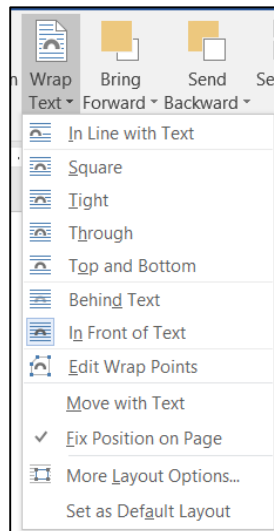 n Wrap Bring Send Se
Text Forward Backward
In Line with Text
Square
Tight
Through
Top and Bottom
Behind Text
In Front of Text
Edit Wrap Points
Move with Text
Fix Position on Page
More Layout Options...
Set as Default Layout